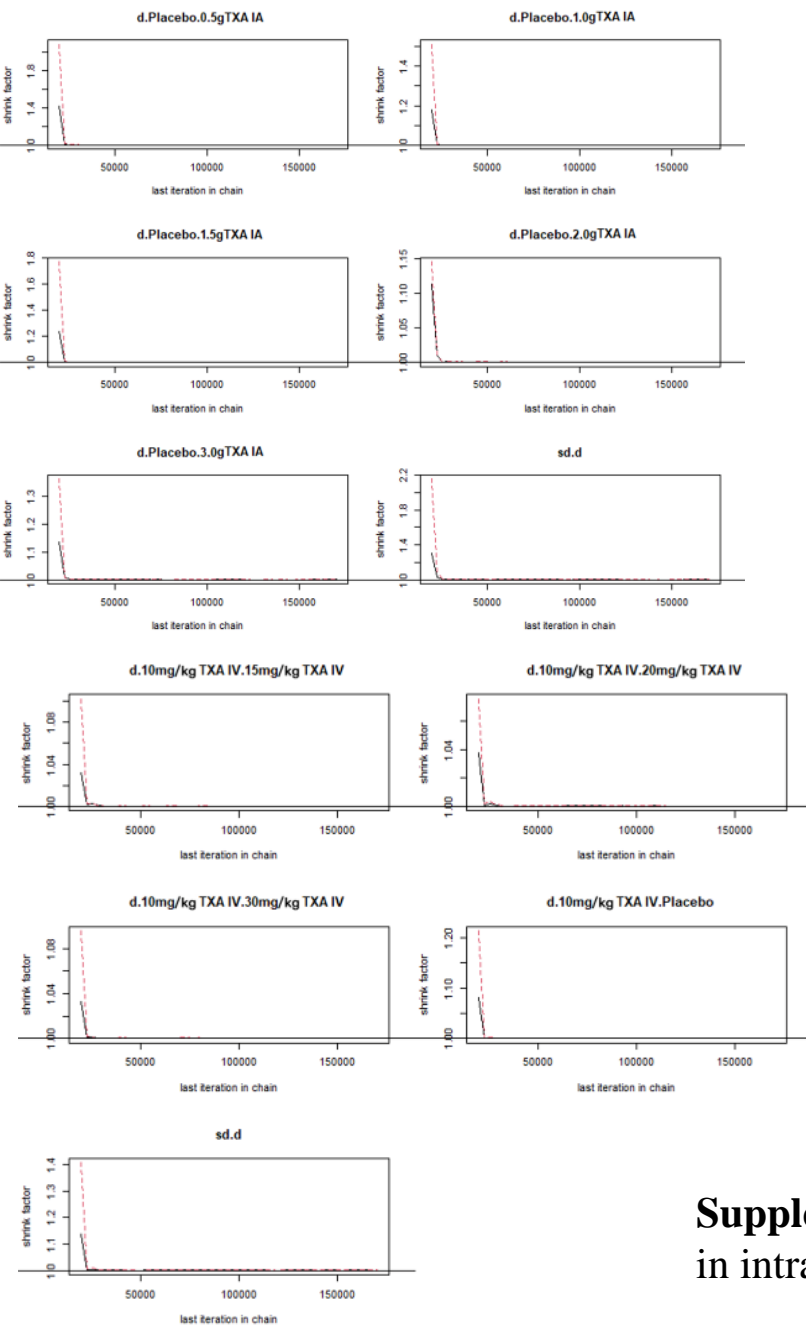 d.Placebo.0.5gTXA IA
shrink factor
1.0 1.4 1.8
50000 100000 150000
last iteration in chain
d.Placebo.1.0gTXA IA
shrink factor
1.0 1.2 1.4
50000 100000 150000
last iteration in chain
d.Placebo.1.5gTXA IA
shrink factor
1.0 1.2 1.4 1.6 1.8
50000 100000 150000
last iteration in chain
d.Placebo.2.0gTXA IA
shrink factor
1.00 1.05 1.10 1.15
50000 100000 150000
last iteration in chain
d.Placebo.3.0gTXA IA
shrink factor
1.0 1.1 1.2 1.3
50000 100000 150000
last iteration in chain
sd.d
shrink factor
1.0 1.4 1.8 2.2
50000 100000 150000
last iteration in chain
d.10mg/kg TXA IV.15mg/kg TXA IV
shrink factor
1.00 1.04 1.08
50000 100000 150000
last iteration in chain
d.10mg/kg TXA IV.20mg/kg TXA IV
shrink factor
1.00 1.04
50000 100000 150000
last iteration in chain
d.10mg/kg TXA IV.30mg/kg TXA IV
shrink factor
1.00 1.04 1.08
50000 100000 150000
last iteration in chain
d.10mg/kg TXA IV.Placebo
shrink factor
1.00 1.10 1.20
50000 100000 150000
last iteration in chain
sd.d
shrink factor
1.0 1.1 1.2 1.3 1.4
50000 100000 150000
last iteration in chain
Supple
in intra